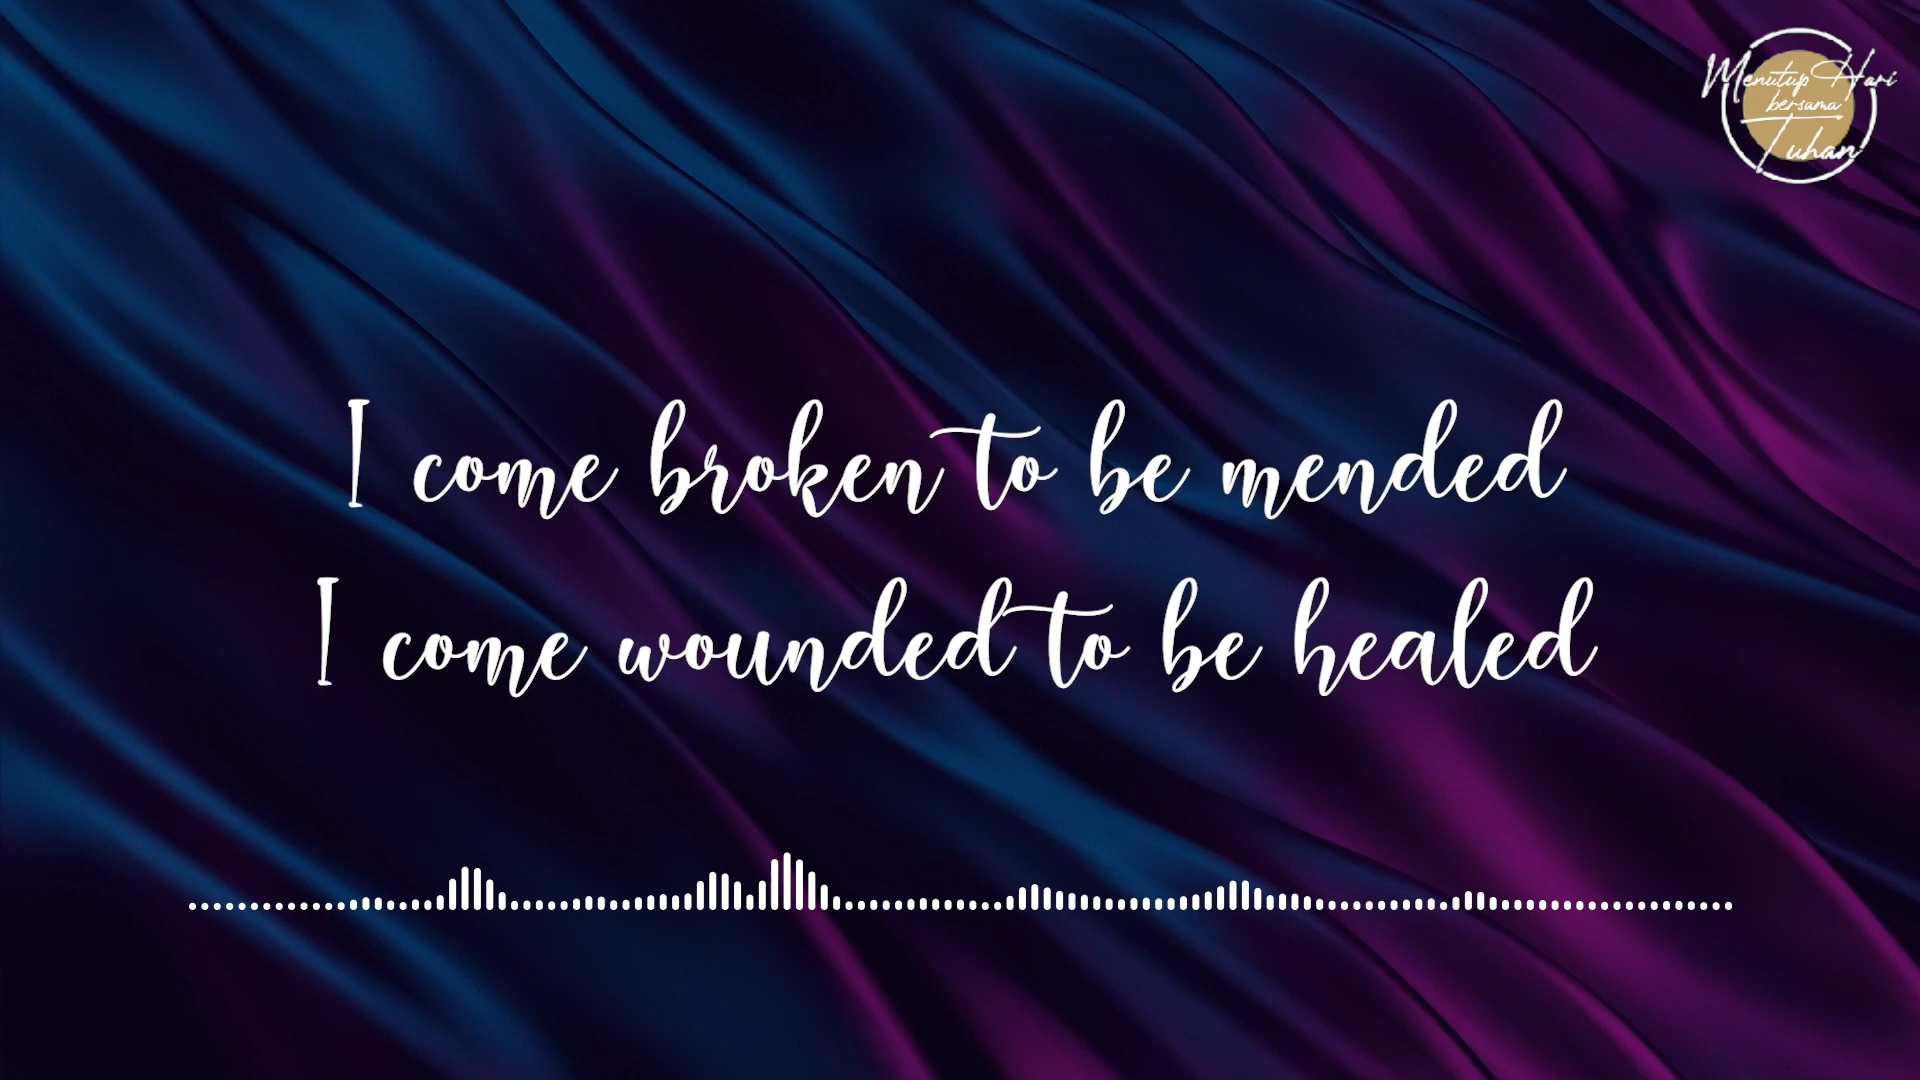 Menutup Hari
bersama
Tuhan
I come broken to be mended
I come wounded to be healed